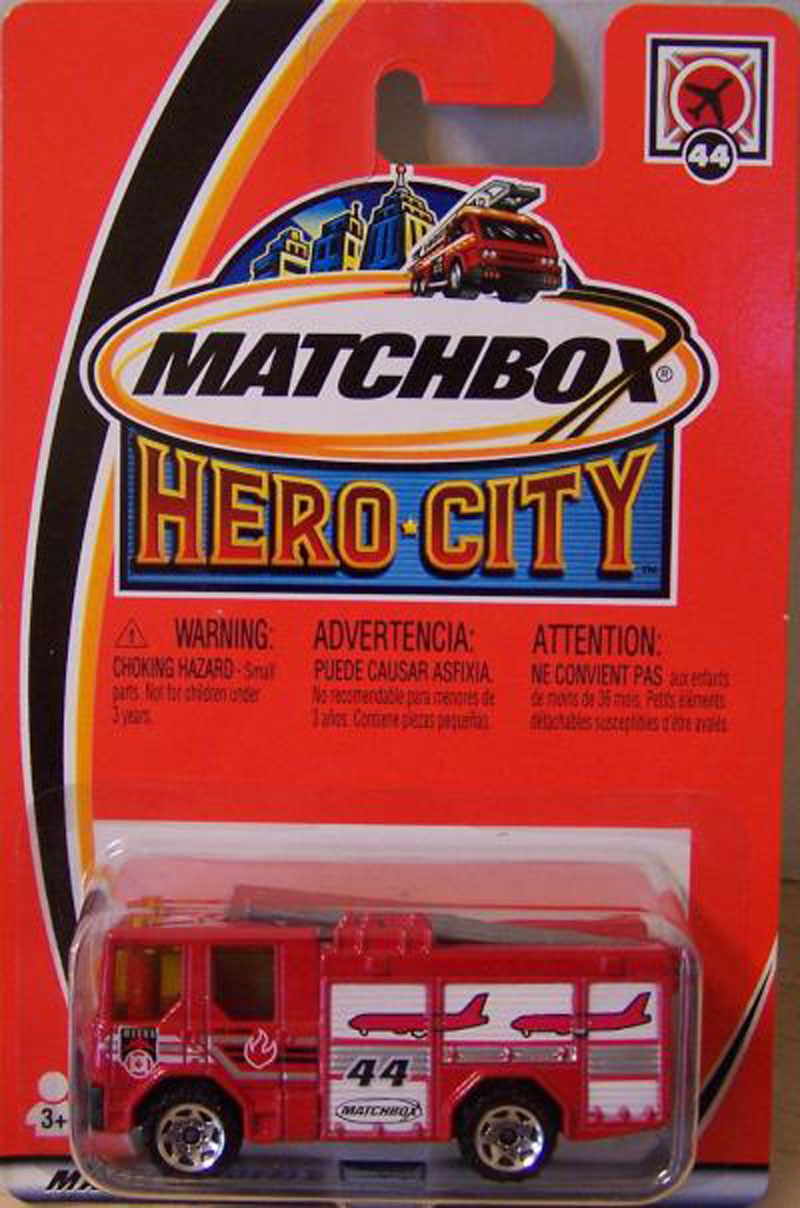 44
MATCHBOX®
HERO CITY™
WARNING:
CHOKING HAZARD - Small
parts. Not for children under
3 years.
ADVERTENCIA:
PUEDE CAUSAR ASFIXIA.
No recomendable para menores de
3 años. Contiene piezas pequeñas.
ATTENTION:
NE CONVIENT PAS aux enfants
de moins de 36 mois. Petits éléments
détachables susceptibles d'être avalés.
44
MATCHBOX
3+